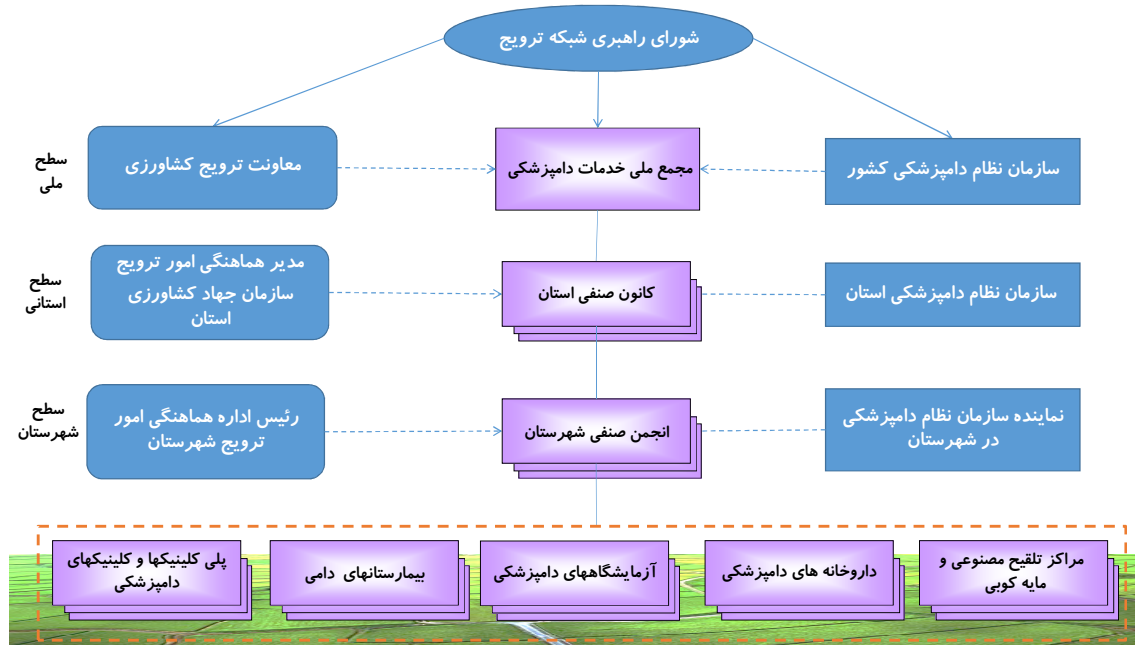 شورای راهبری شبکه ترویج
سازمان نظام دامپزشکی کشور
مجمع ملی خدمات دامپزشکی
معاونت ترویج کشاورزی
سطح
ملی
سازمان نظام دامپزشکی استان
کانون صنفی استان
مدیر هماهنگی امور ترویج
سازمان جهاد کشاورزی
استان
سطح
استانی
نماینده سازمان نظام دامپزشکی
در شهرستان
انجمن صنفی شهرستان
رئیس اداره هماهنگی امور
ترویج شهرستان
سطح
شهرستان
مراکز تلقیح مصنوعی و
مایه کوبی
داروخانه های دامپزشکی
آزمایشگاههای دامپزشکی
بیمارستانهای دامی
پلی کلینیکها و کلینیکهای
دامپزشکی